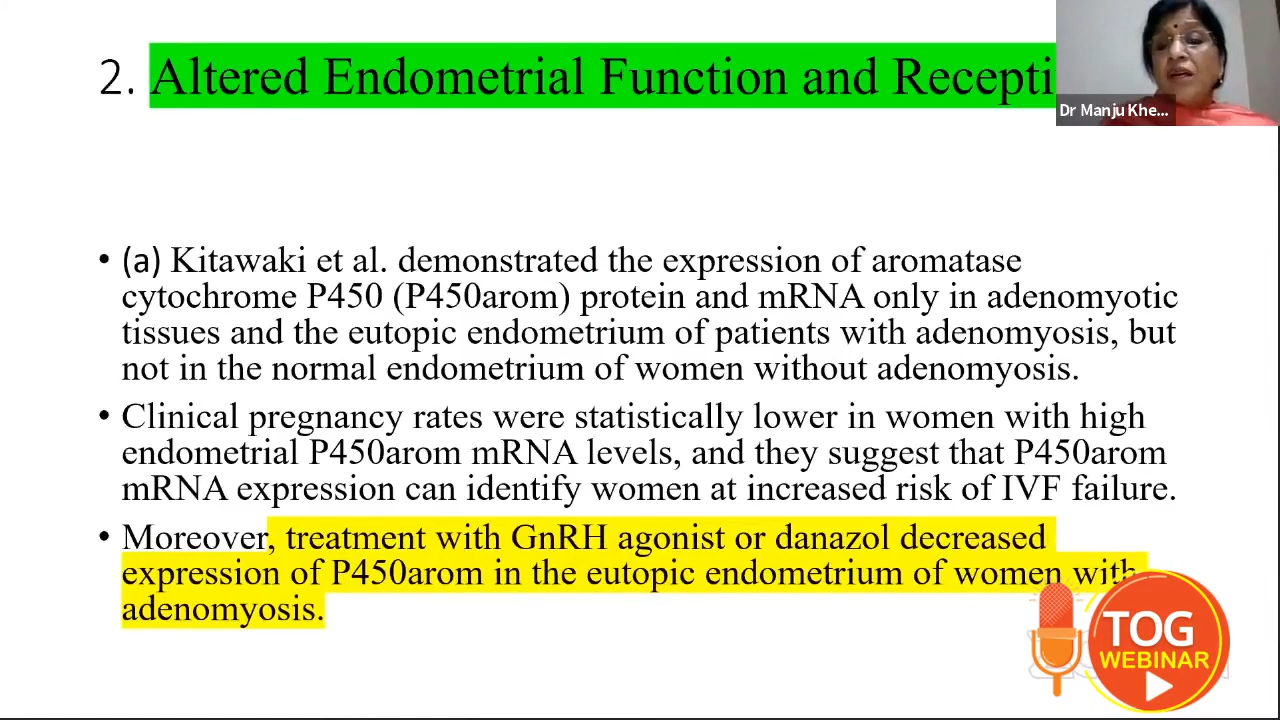 2. Altered Endometrial Function and Recepti
Dr Manju Khe...
• (a) Kitawaki et al. demonstrated the expression of aromatase
cytochrome P450 (P450arom) protein and mRNA only in adenomyotic
tissues and the eutopic endometrium of patients with adenomyosis, but
not in the normal endometrium of women without adenomyosis.
• Clinical pregnancy rates were statistically lower in women with high
endometrial P450arom mRNA levels, and they suggest that P450arom
mRNA expression can identify women at increased risk of IVF failure.
• Moreover, treatment with GnRH agonist or danazol decreased
expression of P450arom in the eutopic endometrium of women with
adenomyosis.
TOG
WEBINAR